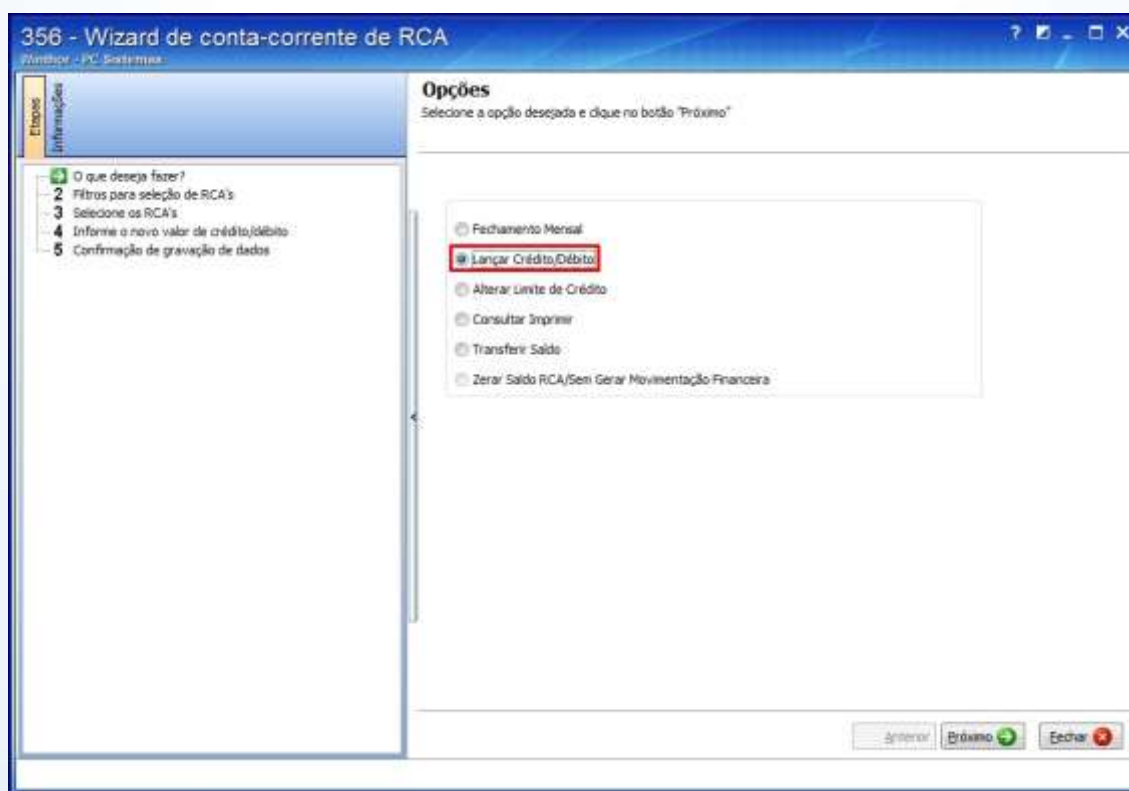 356 - Wizard de conta-corrente de RCA
Winthor - PC Sistemas
Etapas
Informações
O que deseja fazer?
2 Filtros para seleção de RCA's
3 Selecione os RCA's
4 Informe o novo valor de crédito/débito
5 Confirmação de gravação de dados
Opções
Selecione a opção desejada e clique no botão "Próximo"
Fechamento Mensal
Lançar Crédito/Débito
Alterar Limite de Crédito
Consultar Imprimir
Transferir Saldo
Zerar Saldo RCA/Sem Gerar Movimentação Financeira
Anterior Próximo Fechar